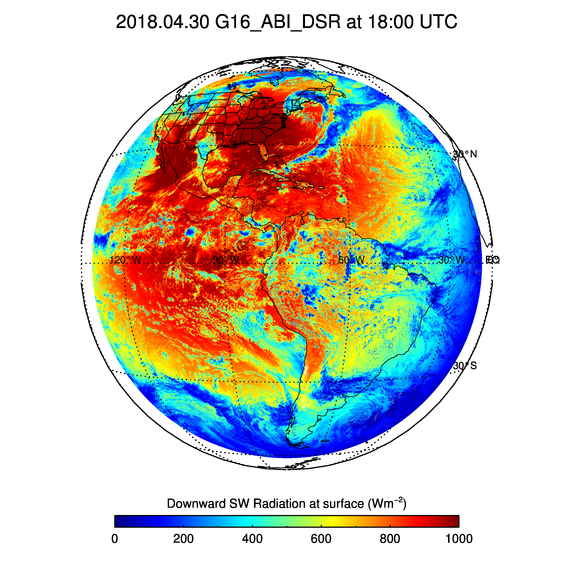 2018.04.30 G16_ABI_DSR at 18:00 UTC
30°N
120°W 90°W 60°W 30°W
30°S
Downward SW Radiation at surface (Wm⁻²)
0 200 400 600 800 1000